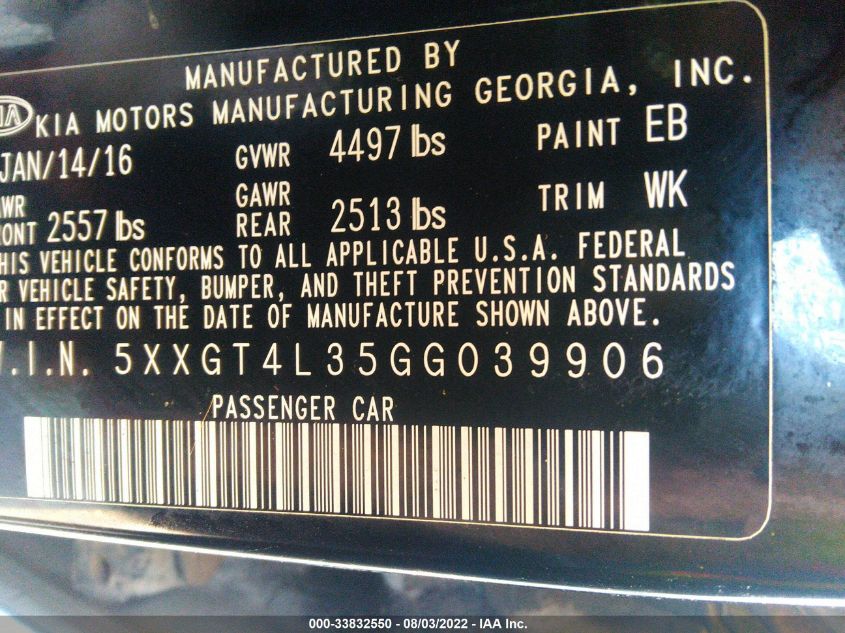 MANUFACTURED BY
KIA MOTORS MANUFACTURING GEORGIA, INC.
JAN/14/16 GVWR 4497 lbs PAINT EB
GAWR TRIM WK
2557 lbs REAR 2513 lbs
VEHICLE CONFORMS TO ALL APPLICABLE U.S.A. FEDERAL
VEHICLE SAFETY, BUMPER, AND THEFT PREVENTION STANDARDS
IN EFFECT ON THE DATE OF MANUFACTURE SHOWN ABOVE.
V.I.N. 5XXGT4L35GG039906
PASSENGER CAR
000-33832550 - 08/03/2022 - IAA Inc.